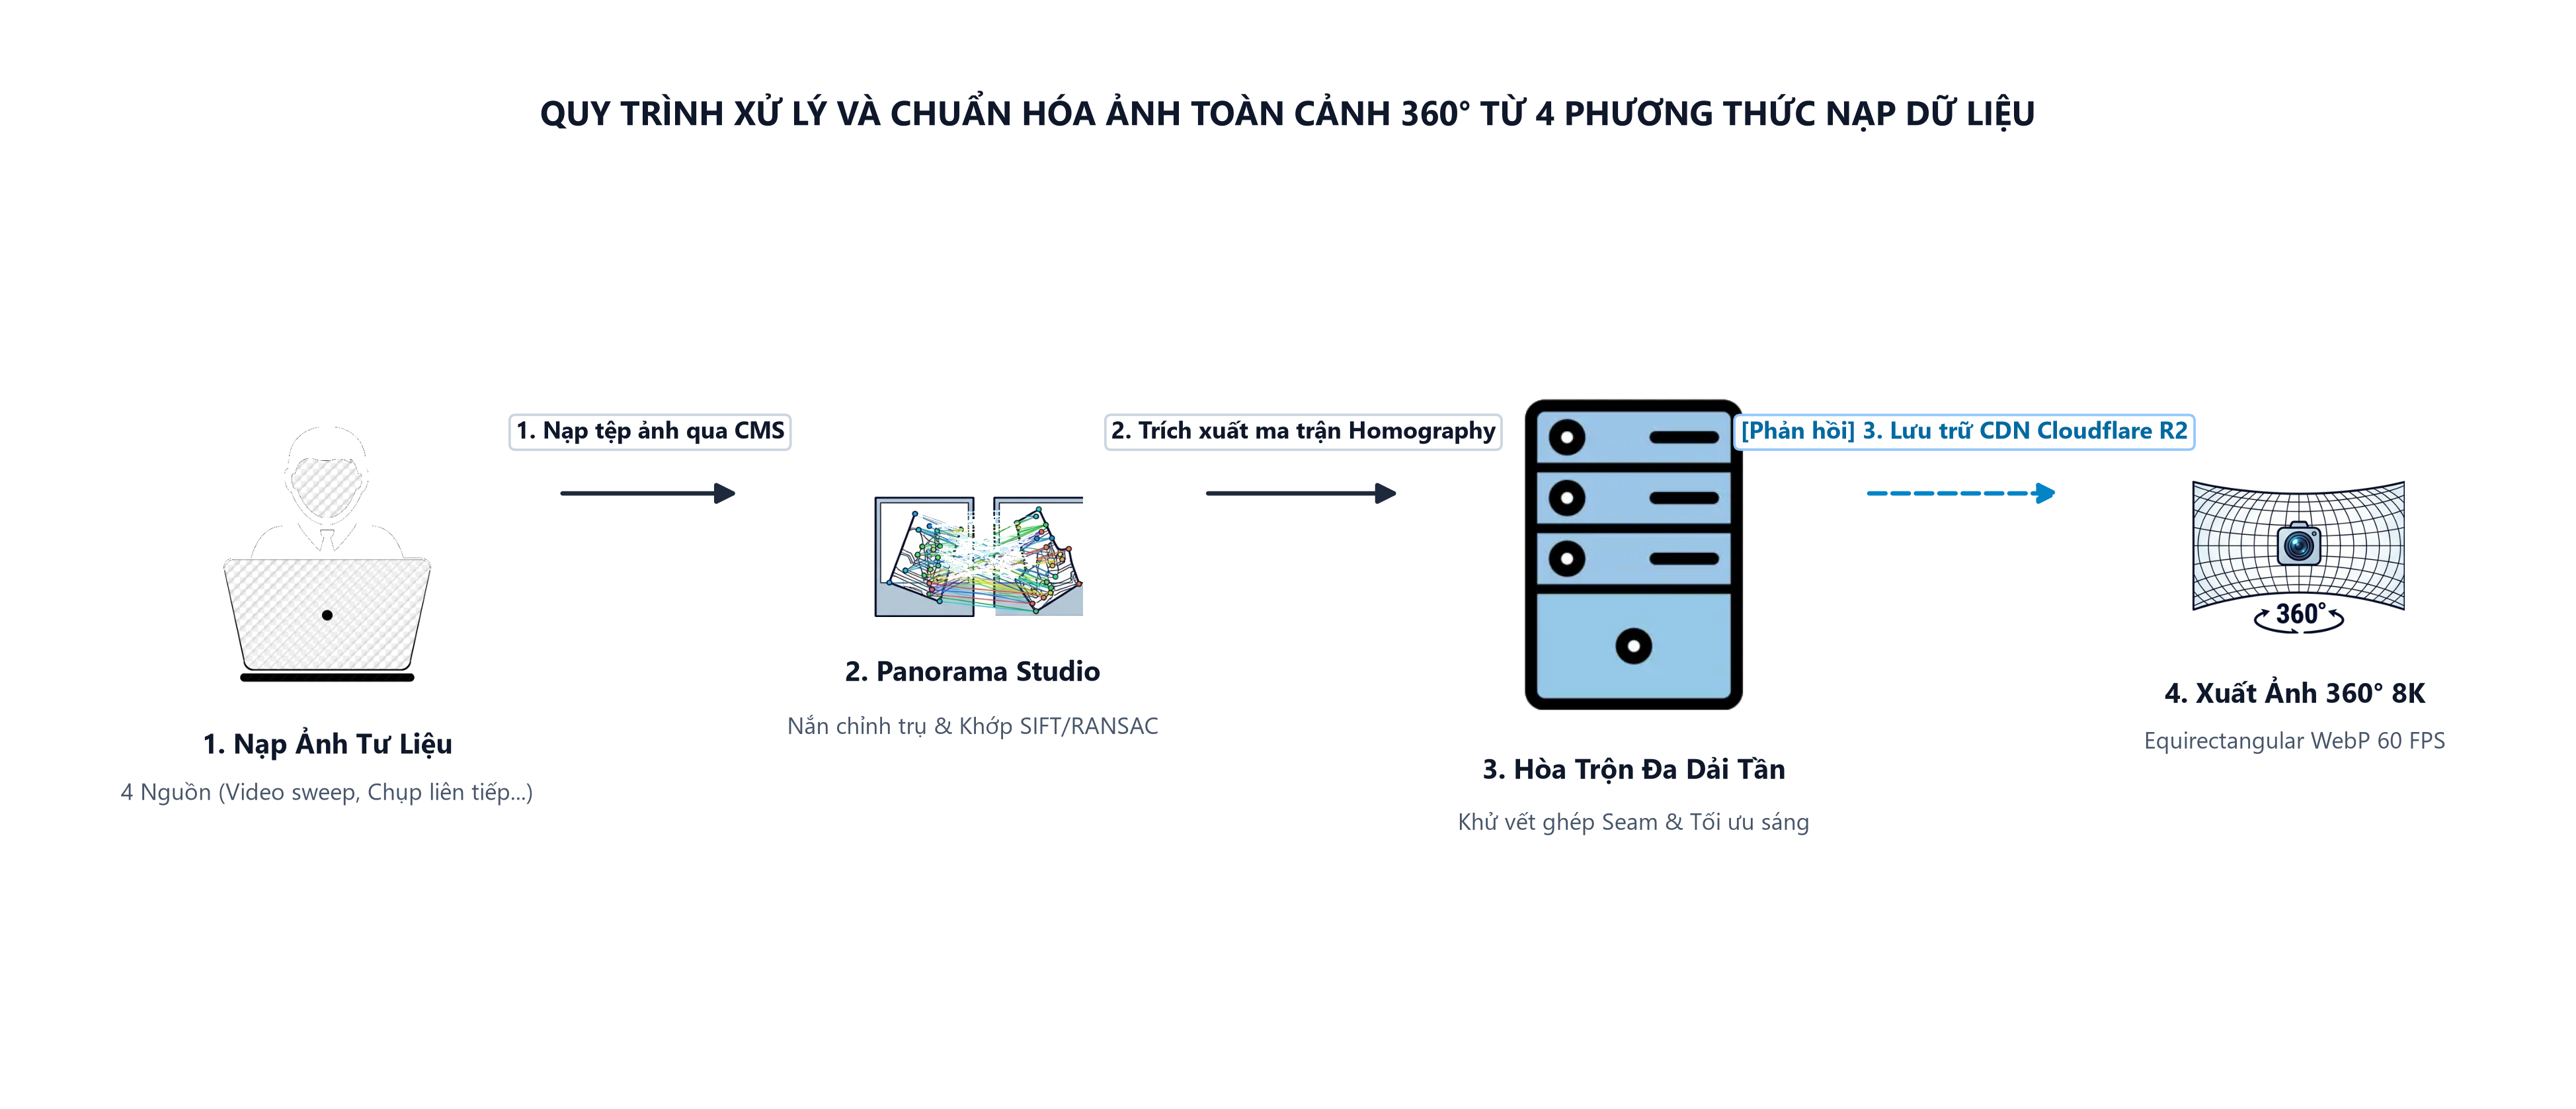 QUY TRÌNH XỬ LÝ VÀ CHUẨN HÓA ẢNH TOÀN CẢNH 360° TỪ 4 PHƯƠNG THỨC NẠP DỮ LIỆU
1. Nạp tệp ảnh qua CMS
2. Trích xuất ma trận Homography
[Phản hồi] 3. Lưu trữ CDN Cloudflare R2
360°
1. Nạp Ảnh Tư Liệu
4 Nguồn (Video sweep, Chụp liên tiếp...)
2. Panorama Studio
Nắn chỉnh trụ & Khớp SIFT/RANSAC
3. Hòa Trộn Đa Dải Tần
Khử vết ghép Seam & Tối ưu sáng
4. Xuất Ảnh 360° 8K
Equirectangular WebP 60 FPS